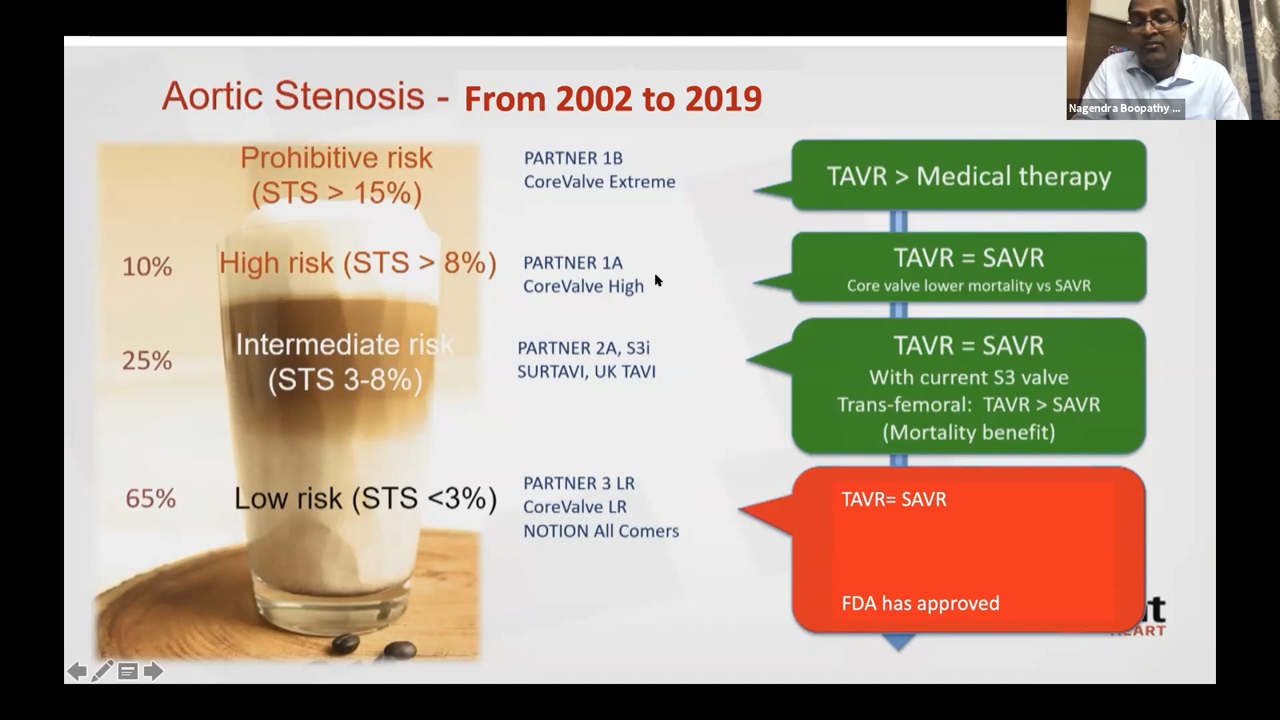 Nagendra Boopathy ...
Aortic Stenosis - From 2002 to 2019
Prohibitive risk
(STS > 15%)
PARTNER 1B
CoreValve Extreme
TAVR > Medical therapy
10%
High risk (STS > 8%)
PARTNER 1A
CoreValve High
TAVR = SAVR
Core valve lower mortality vs SAVR
25%
Intermediate risk
(STS 3-8%)
PARTNER 2A, S3i
SURTAVI, UK TAVI
TAVR = SAVR
With current S3 valve
Trans-femoral: TAVR > SAVR
(Mortality benefit)
65%
Low risk (STS <3%)
PARTNER 3 LR
CoreValve LR
NOTION All Comers
TAVR= SAVR
FDA has approved